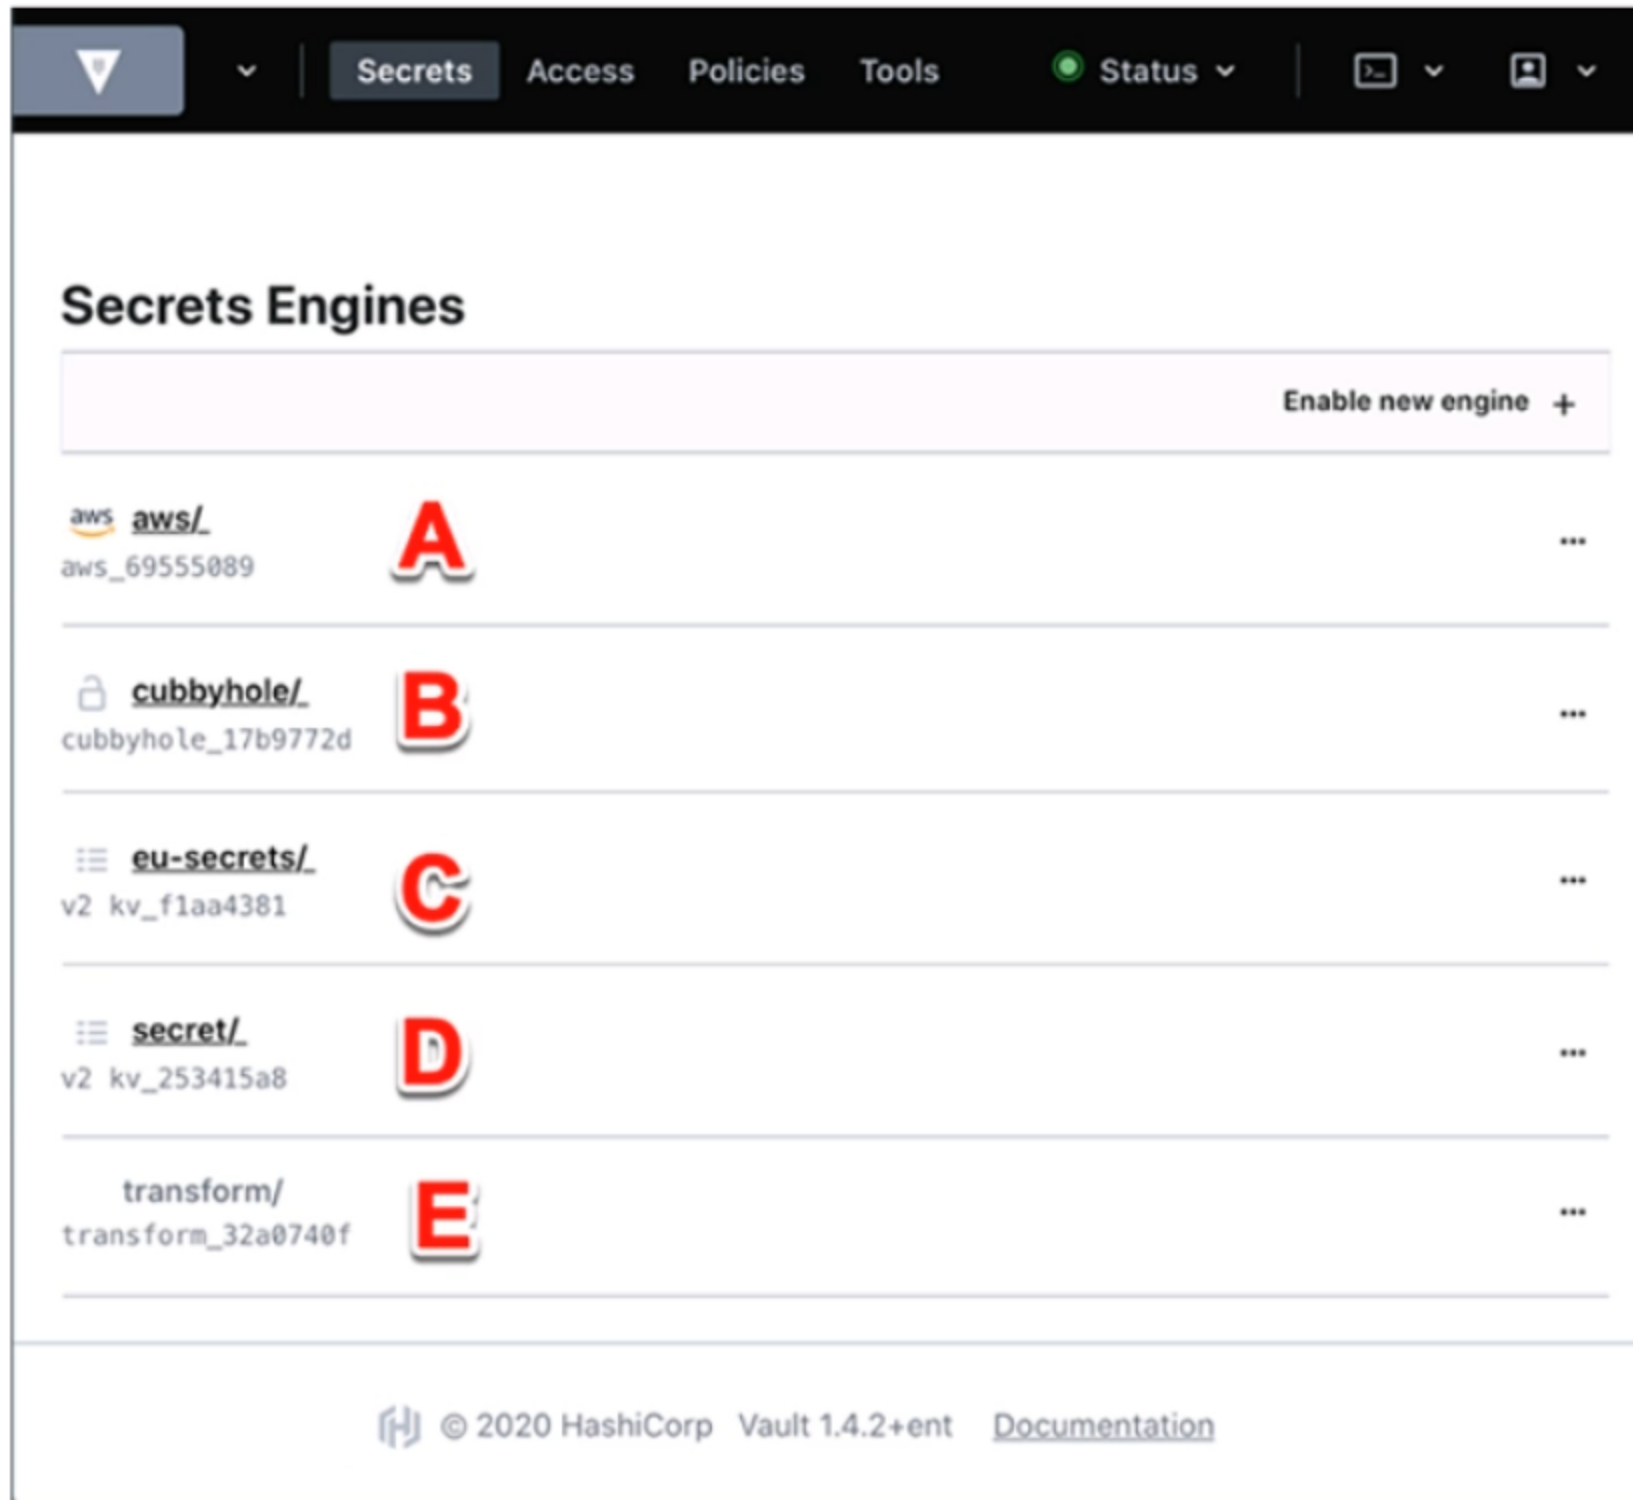 Secrets Access Policies Tools Status
Secrets Engines
Enable new engine +
aws aws/
aws_69555089
A
cubbyhole/
cubbyhole_17b9772d
B
eu-secrets/
v2 kv_f1aa4381
C
secret/
v2 kv_253415a8
D
transform/
transform_32a0740f
E
© 2020 HashiCorp Vault 1.4.2+ent Documentation